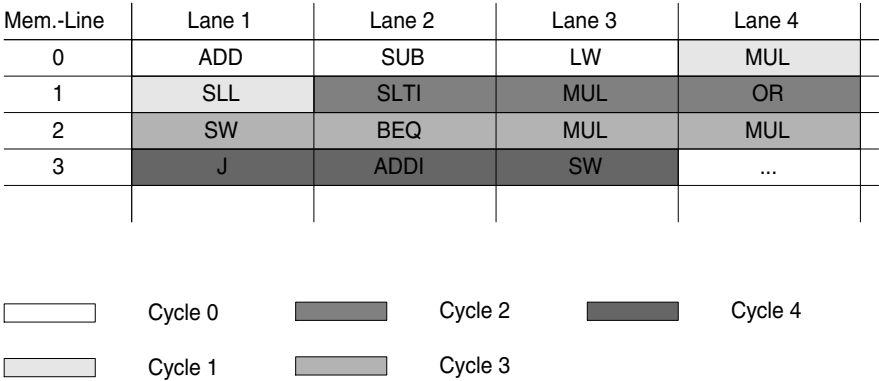 Mem.-Line Lane 1 Lane 2 Lane 3 Lane 4
0 ADD SUB LW MUL
1 SLL SLTI MUL OR
2 SW BEQ MUL MUL
3 J ADDI SW ...
Cycle 0 Cycle 2 Cycle 4
Cycle 1 Cycle 3